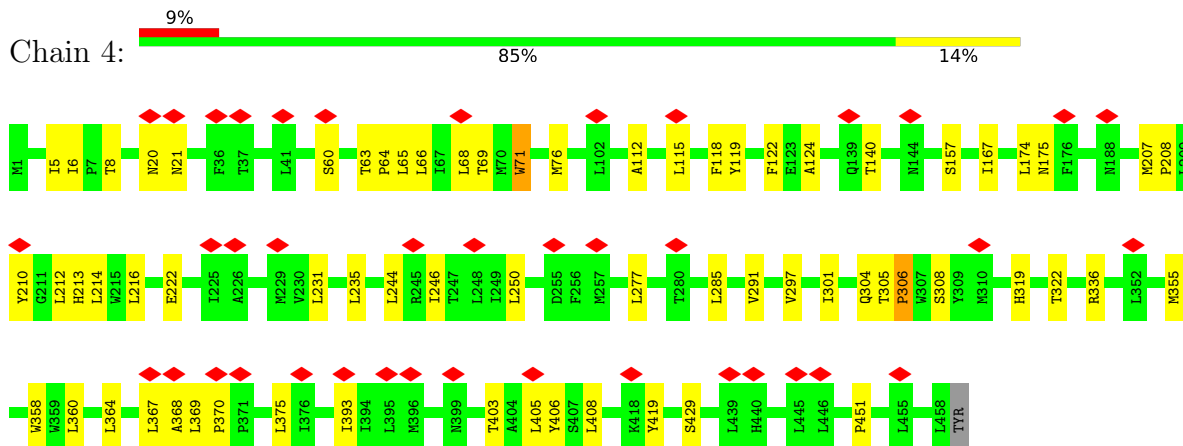 9%
Chain 4:
85% 14%
M1 I5 I6 P7 T8 N20 N21 F36 T37 L41 S60 T63 P64 L65 L66 I67 L68 T69 M70 W71 M76 L102 A112 L115 F118 Y119 F122 E123 A124 Q139 T140 N144 S157 I167 L174 N175 F176 N188 M207 P208 L209
Y210 G211 L212 H213 L214 W215 L216 E222 I225 A226 M229 V230 L231 L235 L244 R245 I246 T247 L248 I249 L250 D255 F256 M257 L277 T280 L285 V291 V297 I301 Q304 T305 P306 W307 S308 Y309 M310 H319 T322 R336 L352 M355
W358 W359 L360 L364 L367 A368 L369 P370 P371 L375 I376 I393 I394 L395 M396 N399 T403 A404 L405 Y406 S407 L408 K418 Y419 S429 L439 H440 L445 L446 P451 L455 L458 TYR